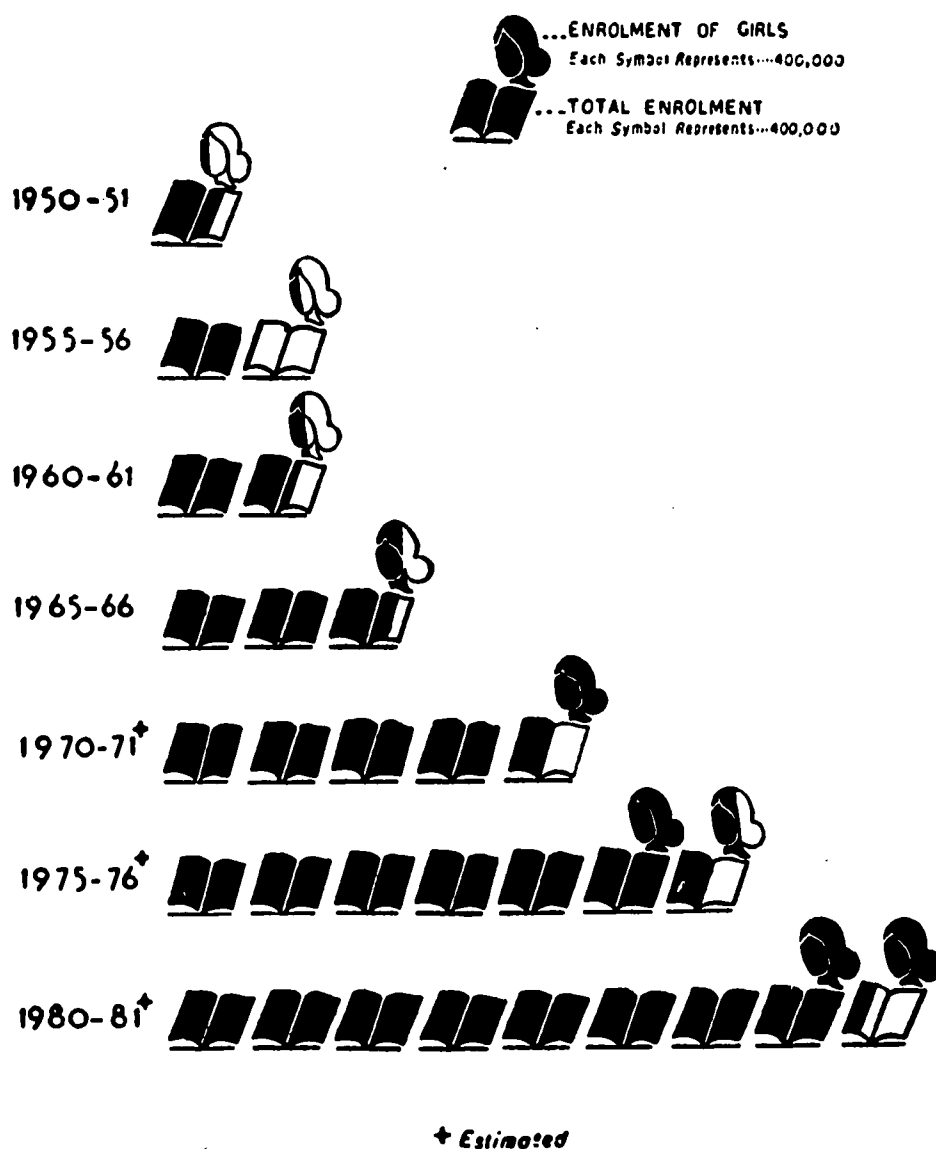 ...ENROLMENT OF GIRLS
Each Symbol Represents....400,000
...TOTAL ENROLMENT
Each Symbol Represents...400,000
1950-51
1955-56
1960-61
1965-66
1970-71+
1975-76+
1980-81+
+ Estimated